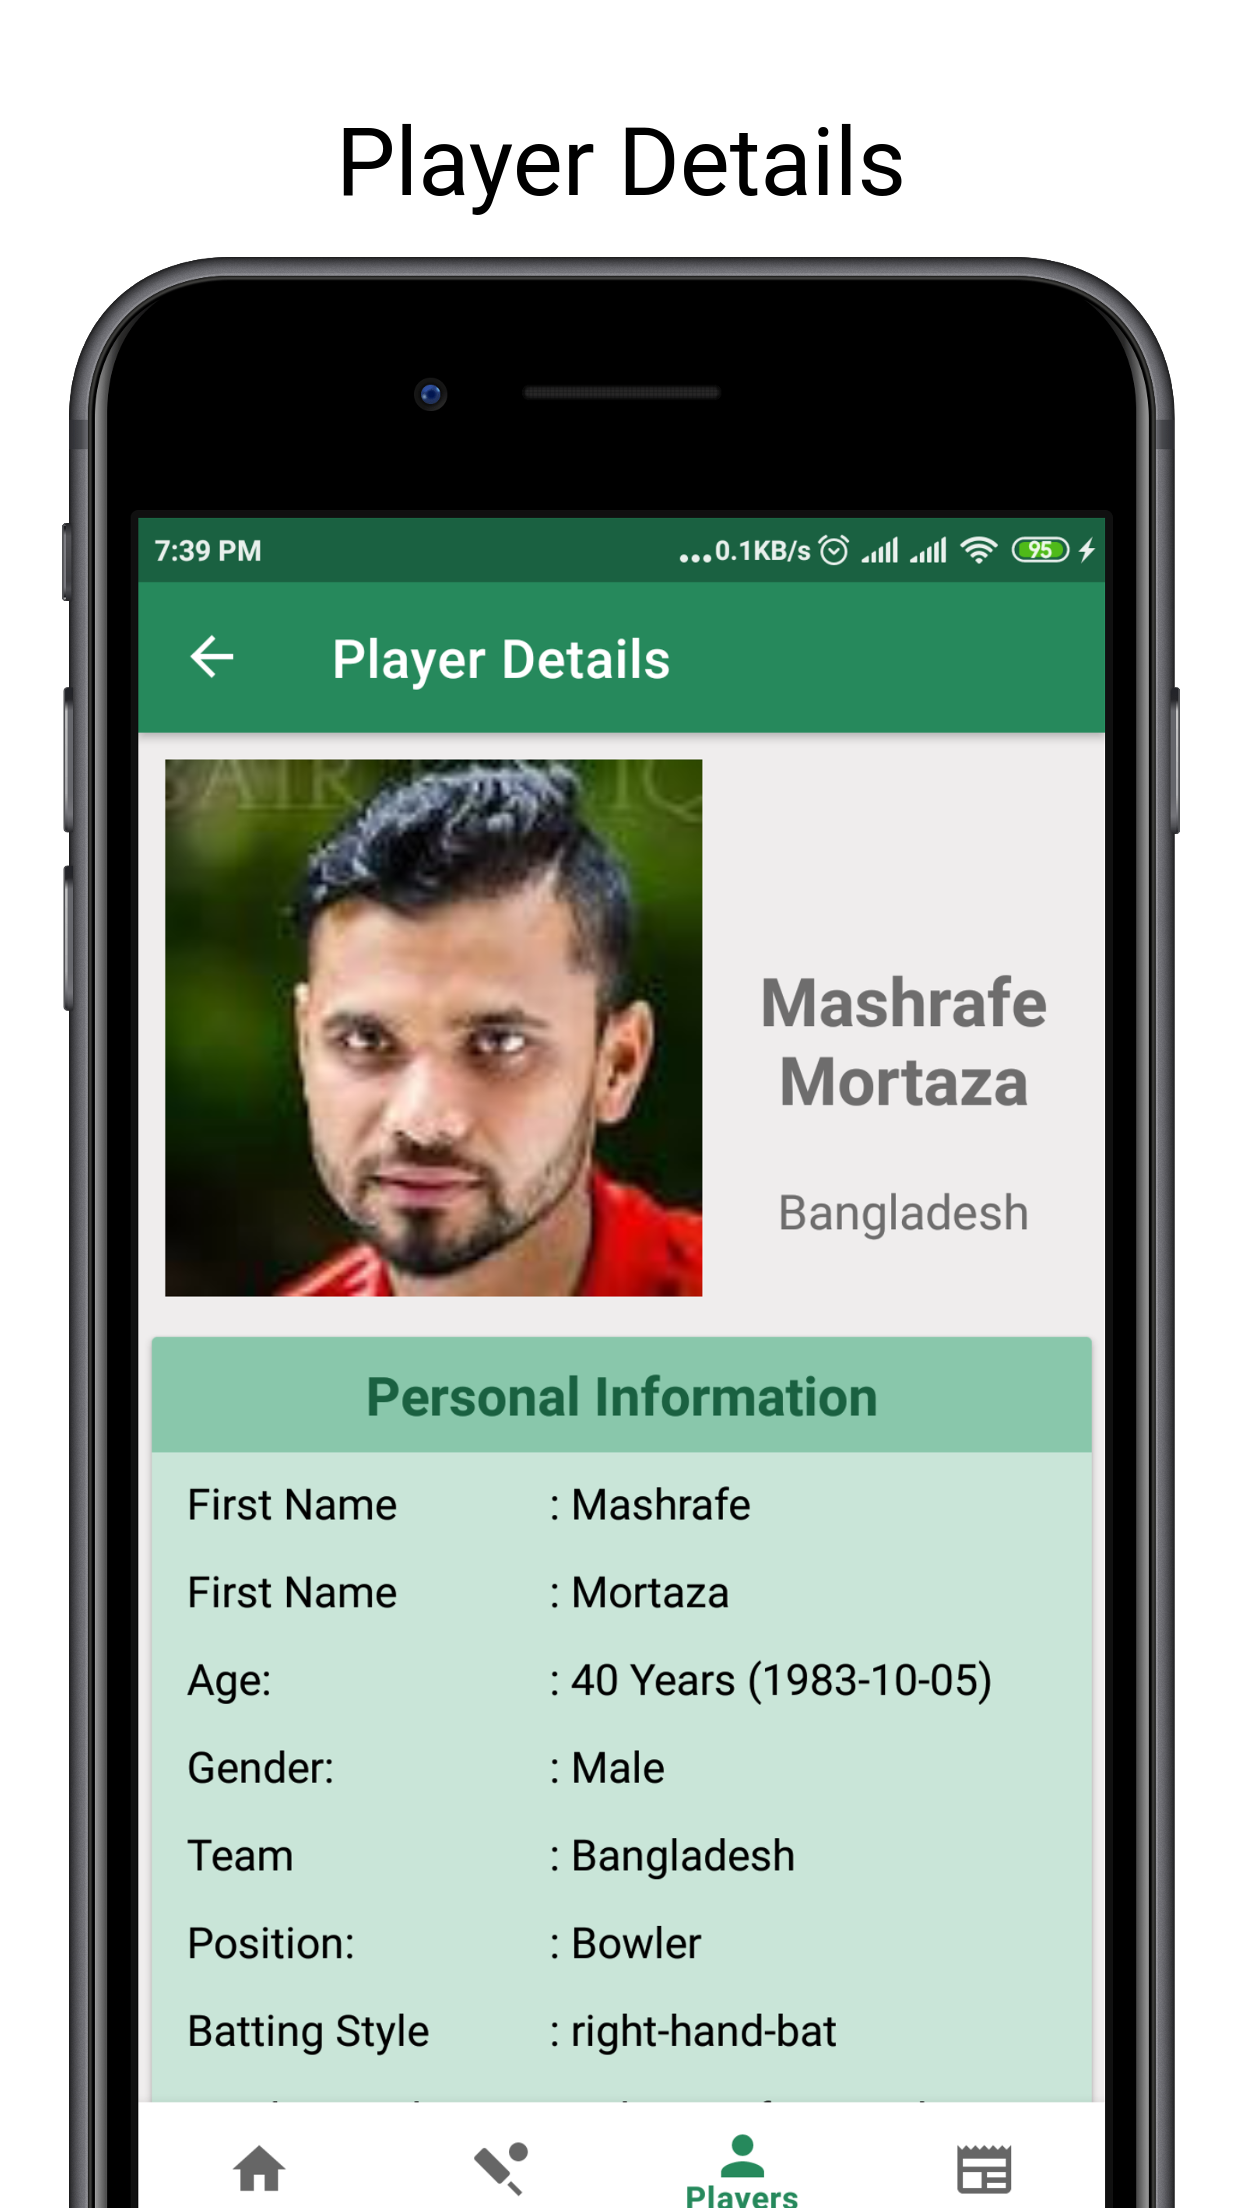 Player Details
7:39 PM ...0.1KB/s 95
Player Details
Mashrafe
Mortaza
Bangladesh
Personal Information
First Name : Mashrafe
First Name : Mortaza
Age: : 40 Years (1983-10-05)
Gender: : Male
Team : Bangladesh
Position: : Bowler
Batting Style : right-hand-bat
Players